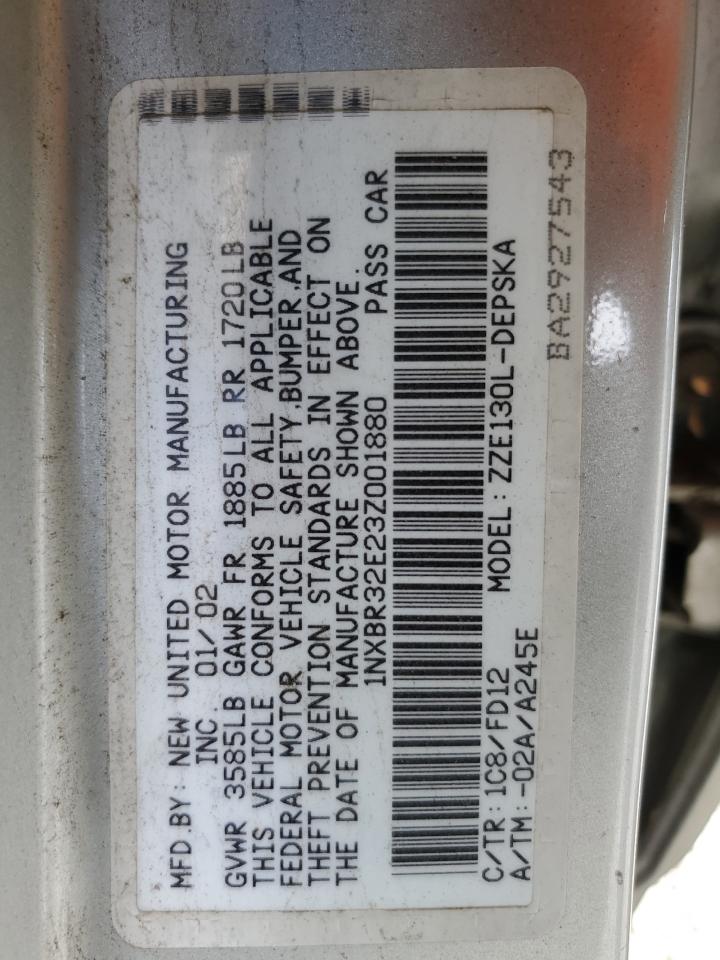 MFD.BY: NEW UNITED MOTOR MANUFACTURING
INC 01/02
GVWR 3585LB GAWR FR 1885LB RR 1720LB
THIS VEHICLE CONFORMS TO ALL APPLICABLE
FEDERAL MOTOR VEHICLE SAFETY,BUMPER,AND
THEFT PREVENTION STANDARDS IN EFFECT ON
THE DATE OF MANUFACTURE SHOWN ABOVE.
1NXBR32E23Z001880 PASS CAR
C/TR: 1C8/FD12 MODEL: ZZE130L-DEPSKA
A/TM: -02A/A245E
BA2927543